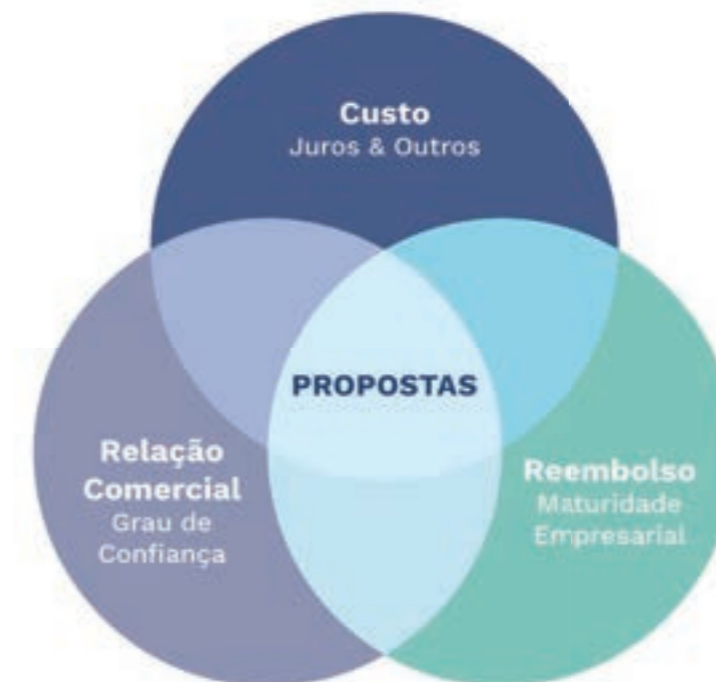 Custo
Juros & Outros
PROPOSTAS
Relação
Comercial
Grau de
Confiança
Reembolso
Maturidade
Empresarial